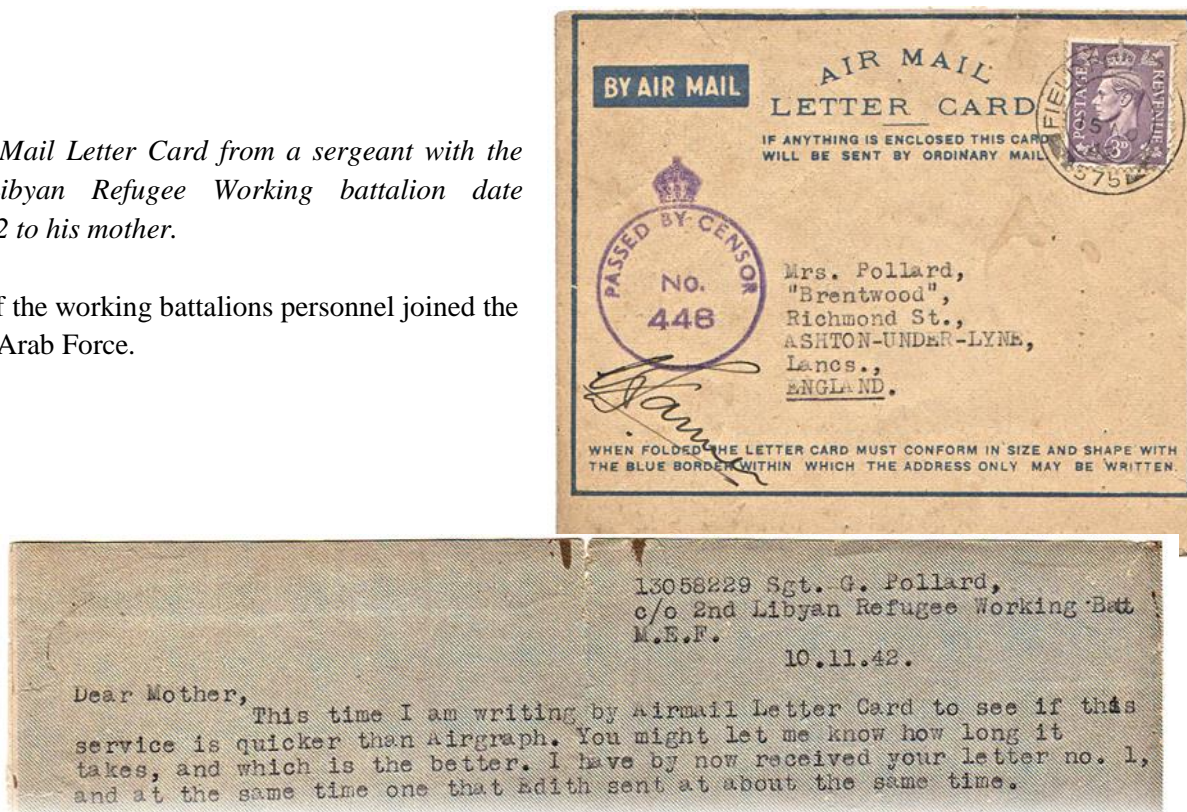 Mail Letter Card from a sergeant with the
ibyan Refugee Working battalion date
2 to his mother.
f the working battalions personnel joined the
Arab Force.
BY AIR MAIL
AIR MAIL
LETTER CARD
IF ANYTHING IS ENCLOSED THIS CARD
WILL BE SENT BY ORDINARY MAIL.
POSTAGE
REVENUE
3D
FIEL
575
PASSED BY CENSOR
No.
448
Mrs. Pollard,
"Brentwood",
Richmond St.,
ASHTON-UNDER-LYNE,
Lancs.,
ENGLAND.
WHEN FOLDED THE LETTER CARD MUST CONFORM IN SIZE AND SHAPE WITH
THE BLUE BORDER WITHIN WHICH THE ADDRESS ONLY MAY BE WRITTEN.
13058229 Sgt. G. Pollard,
c/o 2nd Libyan Refugee Working Batt
M.E.F.
10.11.42.
Dear Mother,
This time I am writing by Airmail Letter Card to see if this
service is quicker than Airgraph. You might let me know how long it
takes, and which is the better. I have by now received your letter no. 1,
and at the same time one that Edith sent at about the same time.